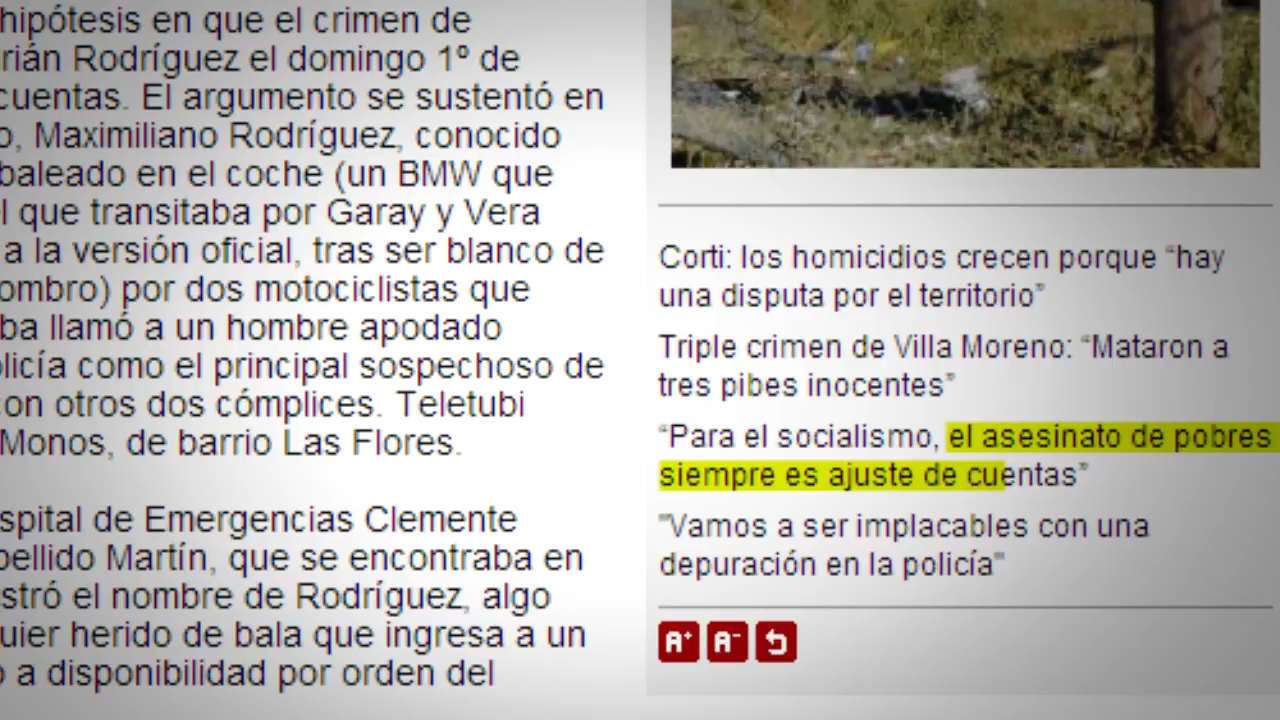 hipótesis en que el crimen de
rián Rodríguez el domingo 1º de
cuentas. El argumento se sustentó en
o, Maximiliano Rodríguez, conocido
baleado en el coche (un BMW que
l que transitaba por Garay y Vera
a la versión oficial, tras ser blanco de
ombro) por dos motociclistas que
ba llamó a un hombre apodado
olicía como el principal sospechoso de
con otros dos cómplices. Teletubi
Monos, de barrio Las Flores.
spital de Emergencias Clemente
pellido Martín, que se encontraba en
stró el nombre de Rodríguez, algo
uier herido de bala que ingresa a un
o a disponibilidad por orden del
Corti: los homicidios crecen porque “hay
una disputa por el territorio”
Triple crimen de Villa Moreno: “Mataron a
tres pibes inocentes”
“Para el socialismo, el asesinato de pobres
siempre es ajuste de cuentas”
"Vamos a ser implacables con una
depuración en la policía"
A+ A-